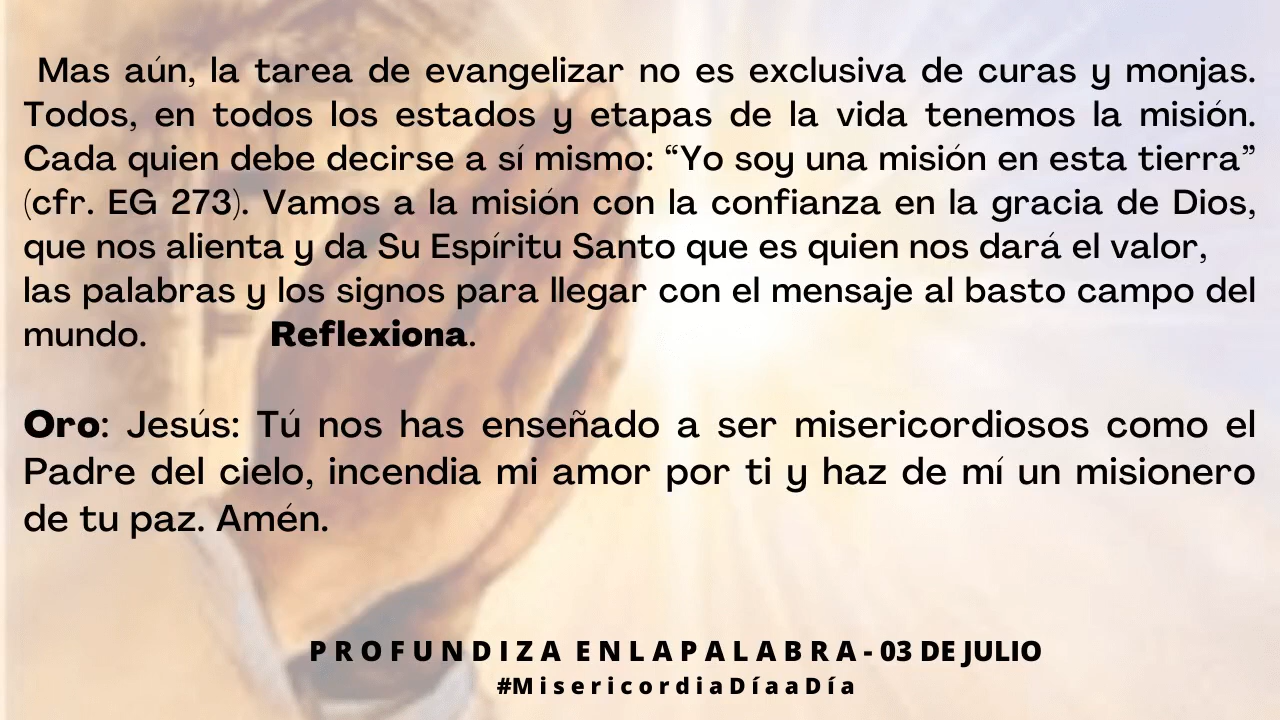 Mas aún, la tarea de evangelizar no es exclusiva de curas y monjas.
Todos, en todos los estados y etapas de la vida tenemos la misión.
Cada quien debe decirse a sí mismo: “Yo soy una misión en esta tierra”
(cfr. EG 273). Vamos a la misión con la confianza en la gracia de Dios,
que nos alienta y da Su Espíritu Santo que es quien nos dará el valor,
las palabras y los signos para llegar con el mensaje al basto campo del
mundo. Reflexiona.
Oro: Jesús: Tú nos has enseñado a ser misericordiosos como el
Padre del cielo, incendia mi amor por ti y haz de mí un misionero
de tu paz. Amén.
PROFUNDIZA ENLAPALABRA- 03 DE JULIO
#MisericordiaDíaaDía